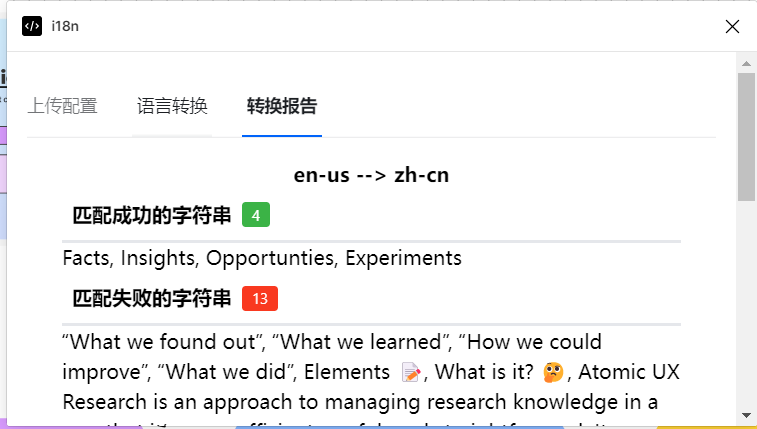 i18n
上传配置 语言转换 转换报告
en-us --> zh-cn
匹配成功的字符串 4
Facts, Insights, Opportunties, Experiments
匹配失败的字符串 13
“What we found out”, “What we learned”, “How we could
improve”, “What we did”, Elements 📝, What is it? 🤔, Atomic UX
Research is an approach to managing research knowledge in a